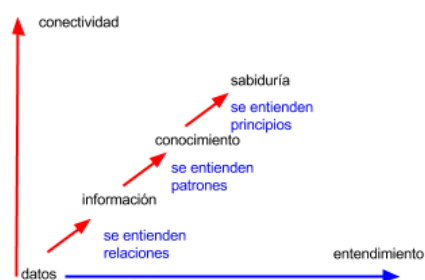 conectividad
sabiduría
se entienden
principios
conocimiento
se entienden
patrones
información
se entienden
relaciones
entendimiento
datos